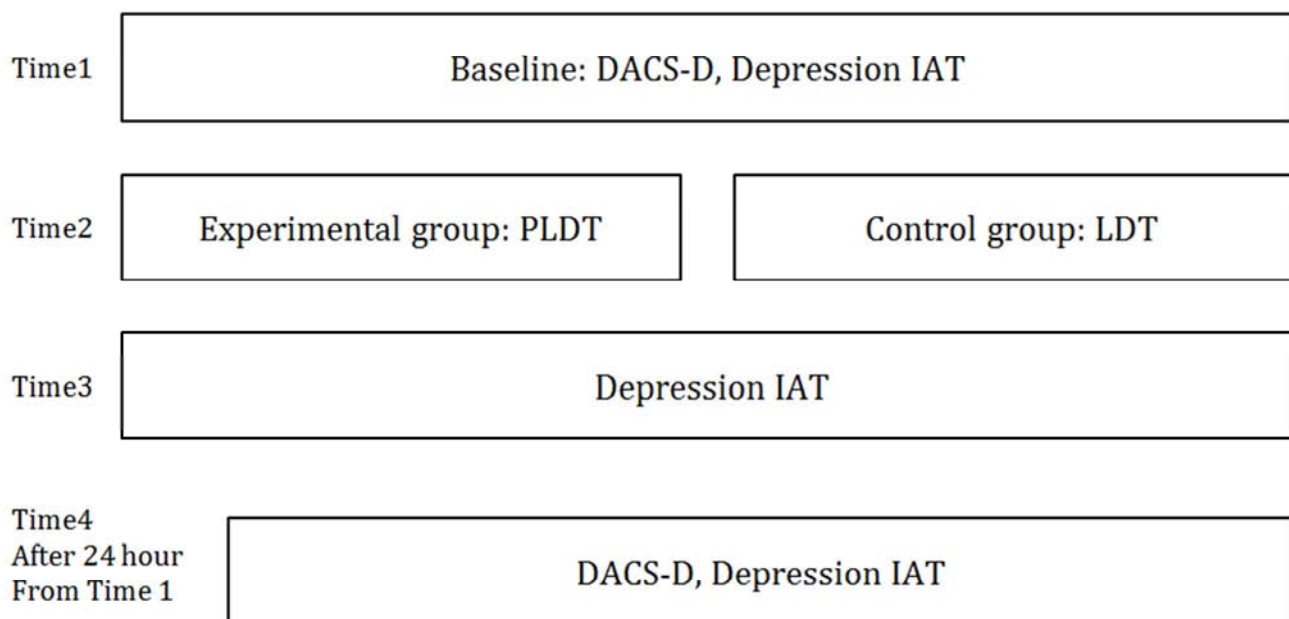 Time1
Baseline: DACS-D, Depression IAT
Time2
Experimental group: PLDT
Control group: LDT
Time3
Depression IAT
Time4
After 24 hour
From Time 1
DACS-D, Depression IAT